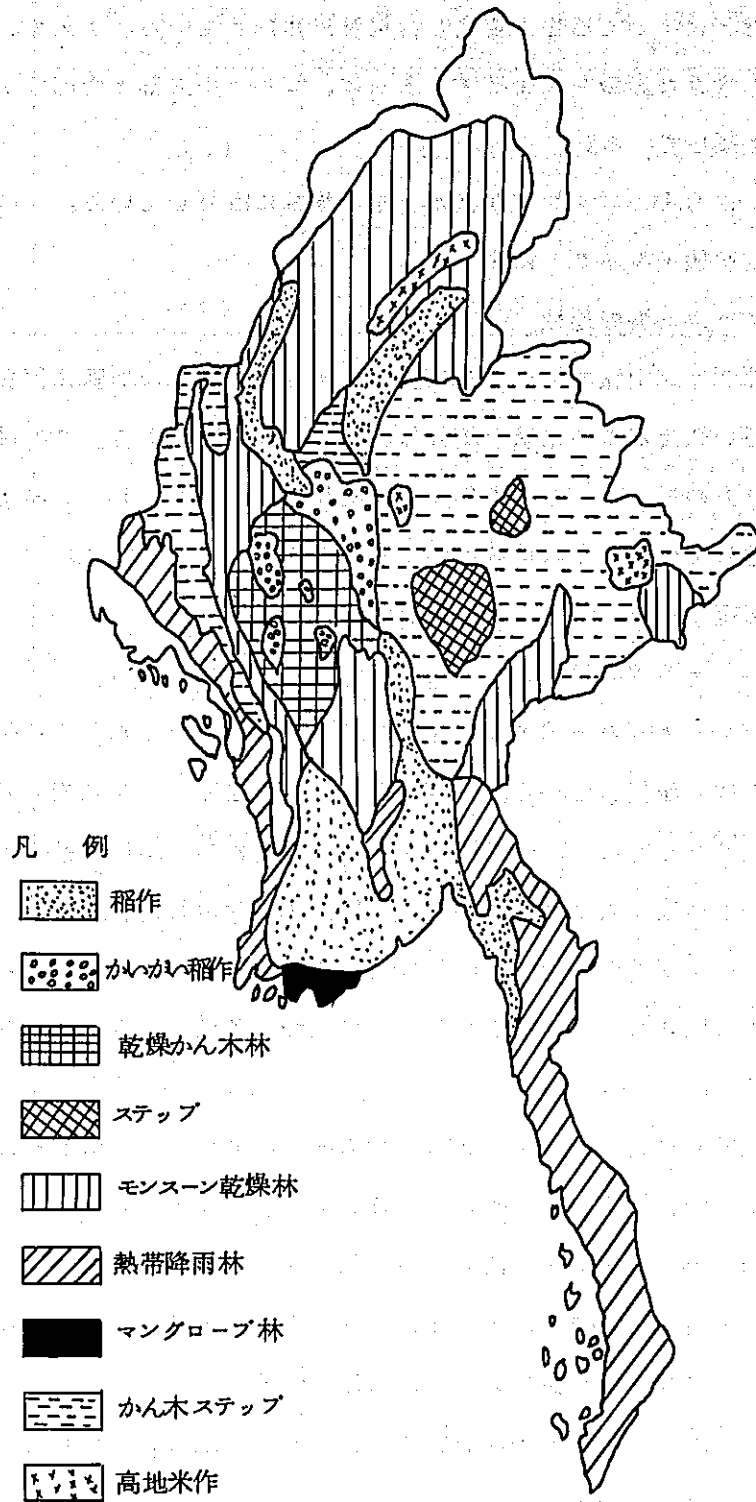 凡 例
稲作
かいがい稲作
乾燥かん木林
ステップ
モンスーン乾燥林
熱帯降雨林
マングローブ林
かん木ステップ
高地米作